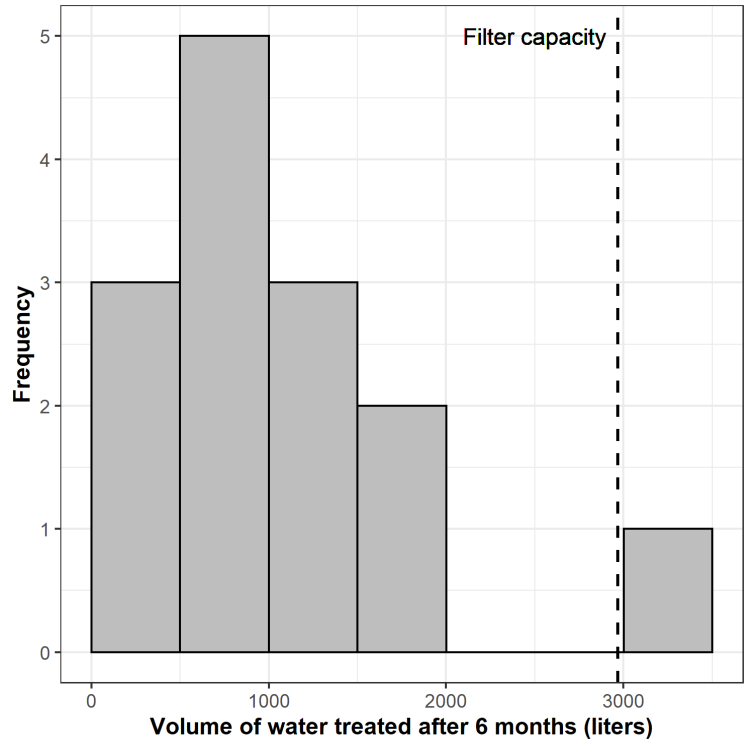 Filter capacity
5
4
3
2
1
0
Frequency
0 1000 2000 3000
Volume of water treated after 6 months (liters)